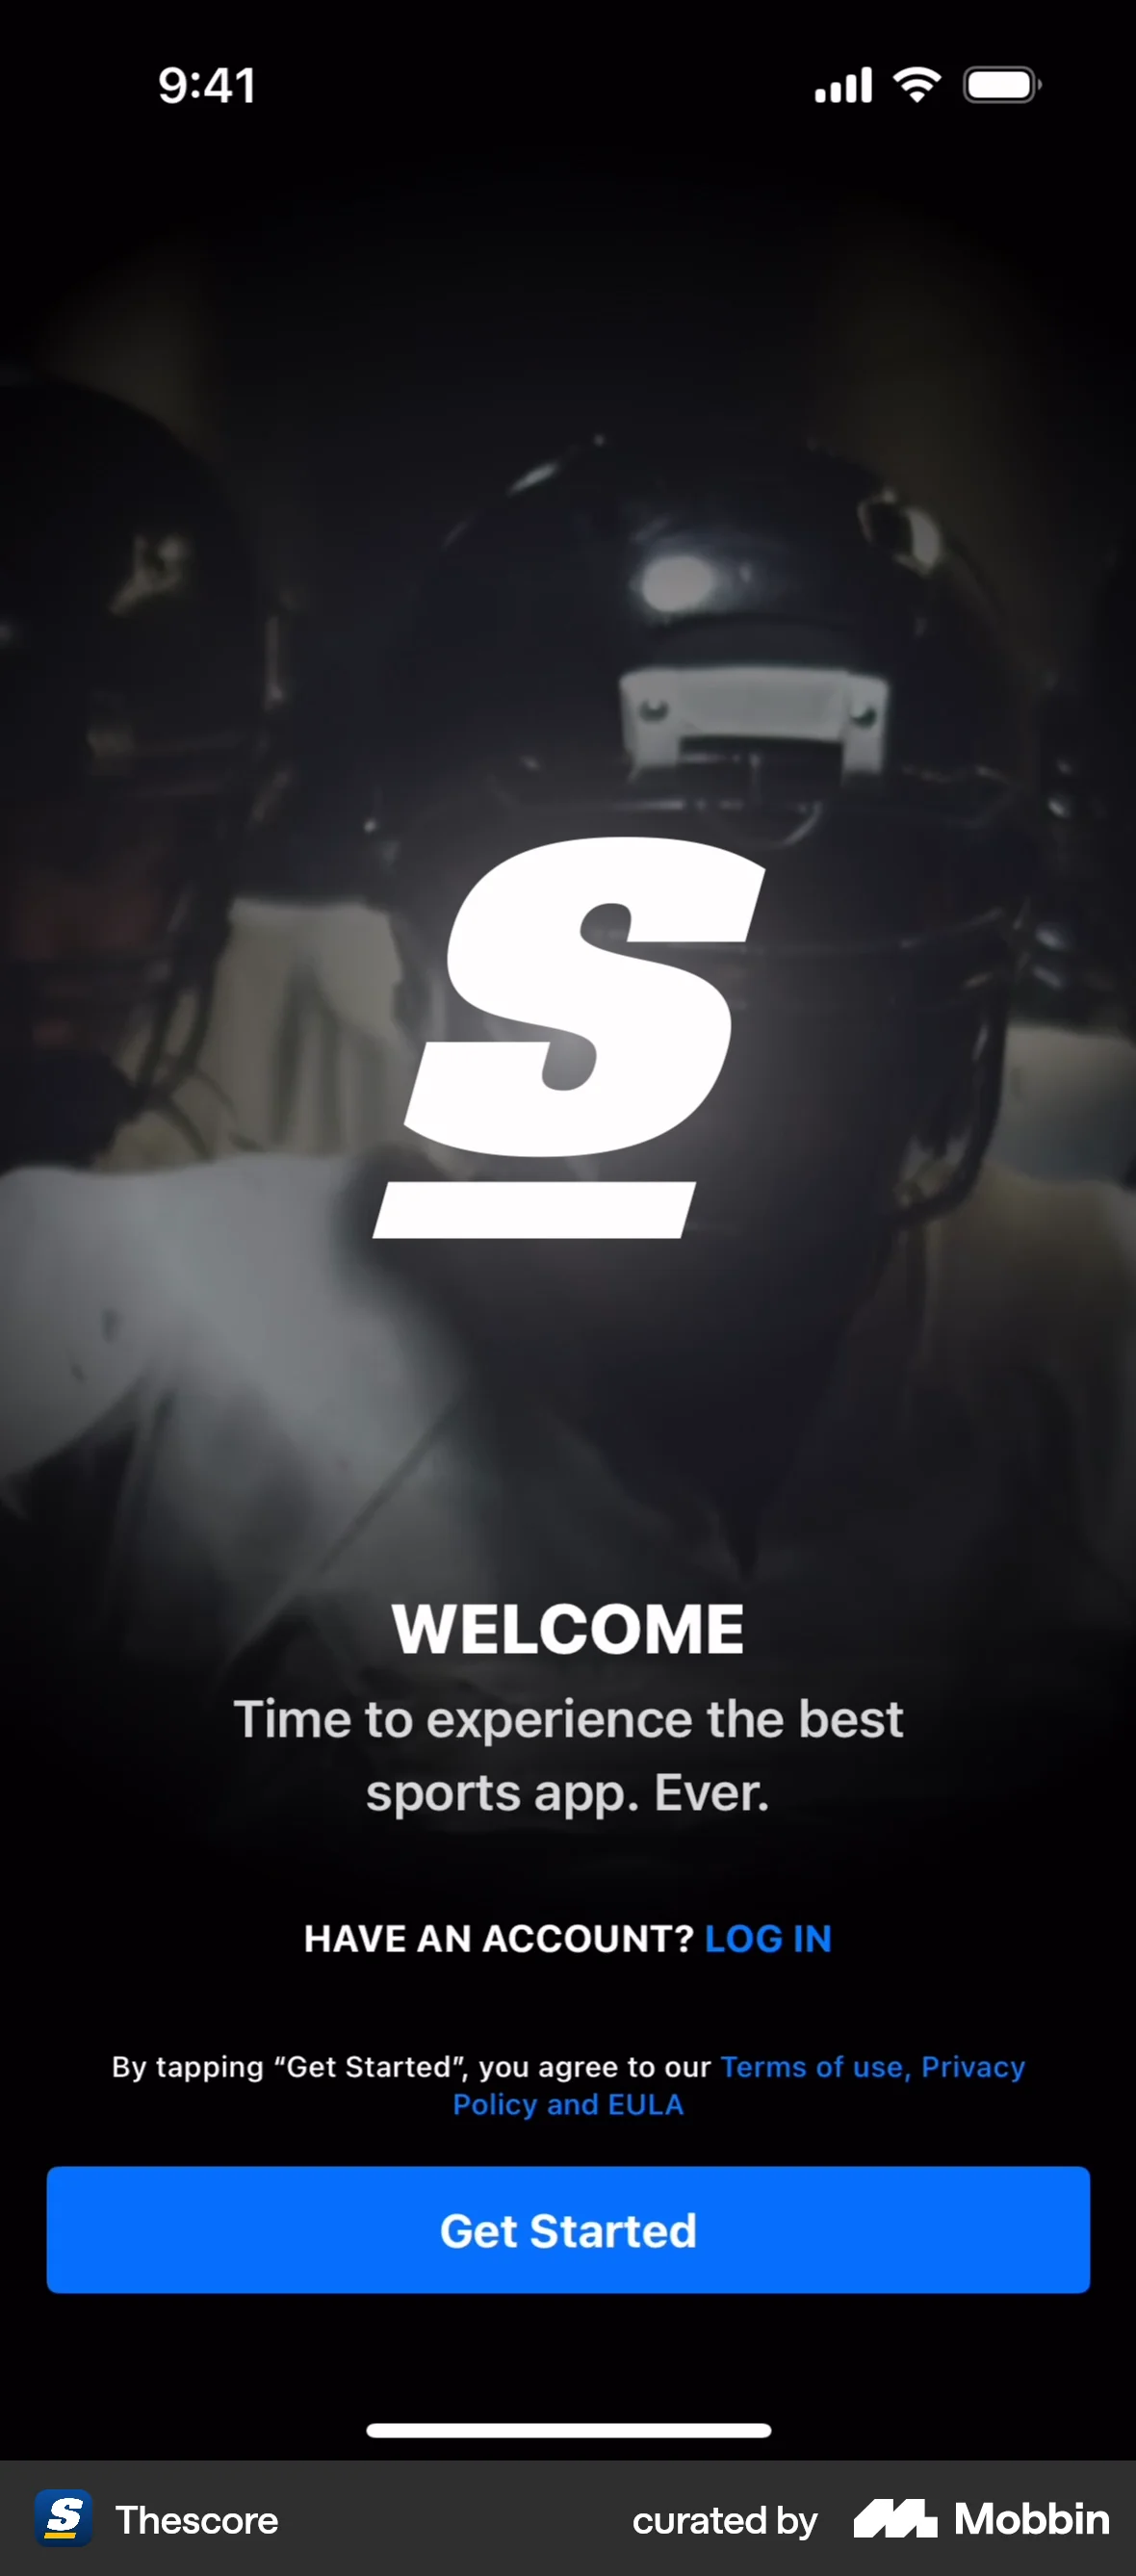 9:41
S
WELCOME
Time to experience the best
sports app. Ever.
HAVE AN ACCOUNT? LOG IN
By tapping “Get Started”, you agree to our Terms of use, Privacy
Policy and EULA
Get Started
S Thescore curated by Mobbin